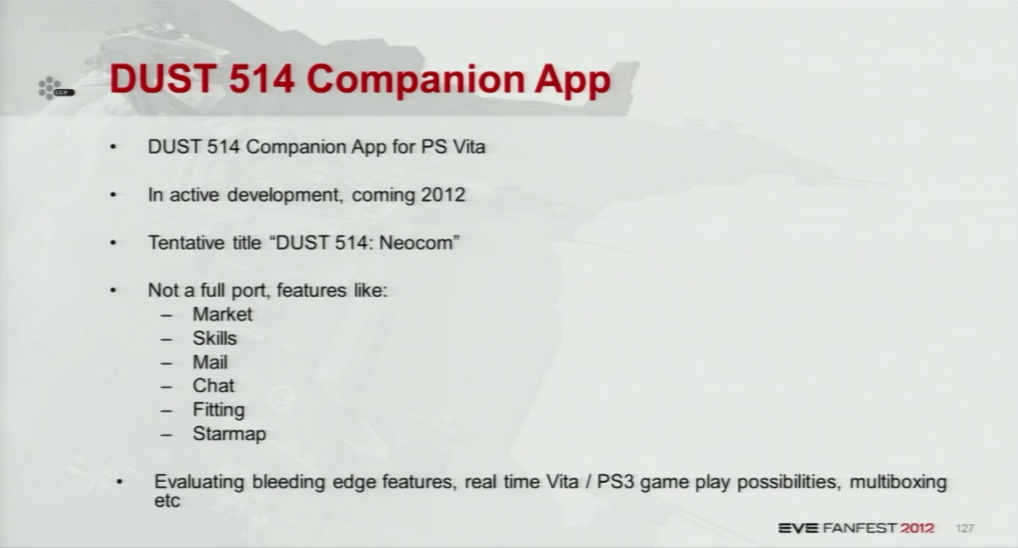 DUST 514 Companion App
CCP
• DUST 514 Companion App for PS Vita
• In active development, coming 2012
• Tentative title “DUST 514: Neocom”
• Not a full port, features like:
– Market
– Skills
– Mail
– Chat
– Fitting
– Starmap
• Evaluating bleeding edge features, real time Vita / PS3 game play possibilities, multiboxing
etc
EVE FANFEST 2012 127